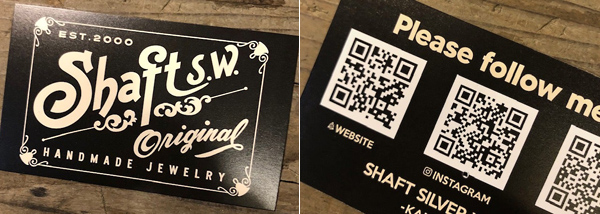 EST.2000
Shaft S.W.
Original
HANDMADE JEWELRY
Please follow me
WEBSITE
INSTAGRAM
SHAFT SILVER